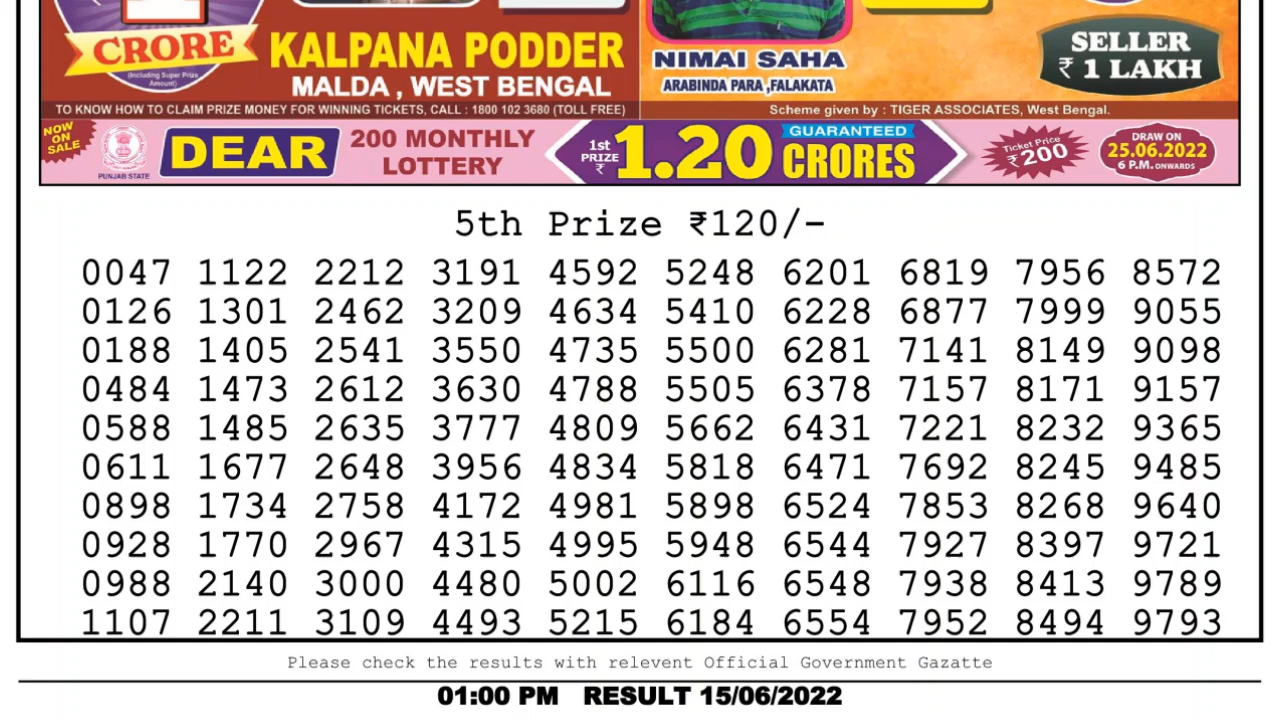 1
CRORE
(Including Super Prize
Amount)
KALPANA PODDER
MALDA , WEST BENGAL
NIMAI SAHA
ARABINDA PARA ,FALAKATA
SELLER
₹ 1 LAKH
TO KNOW HOW TO CLAIM PRIZE MONEY FOR WINNING TICKETS, CALL : 1800 102 3680 (TOLL FREE)
Scheme given by : TIGER ASSOCIATES, West Bengal.
NOW
ON
SALE
PUNJAB STATE
DEAR
200 MONTHLY
LOTTERY
1st
PRIZE
₹
1.20
GUARANTEED
CRORES
Ticket Price
₹200
DRAW ON
25.06.2022
6 P.M. ONWARDS
5th Prize ₹120/-
0047 1122 2212 3191 4592 5248 6201 6819 7956 8572
0126 1301 2462 3209 4634 5410 6228 6877 7999 9055
0188 1405 2541 3550 4735 5500 6281 7141 8149 9098
0484 1473 2612 3630 4788 5505 6378 7157 8171 9157
0588 1485 2635 3777 4809 5662 6431 7221 8232 9365
0611 1677 2648 3956 4834 5818 6471 7692 8245 9485
0898 1734 2758 4172 4981 5898 6524 7853 8268 9640
0928 1770 2967 4315 4995 5948 6544 7927 8397 9721
0988 2140 3000 4480 5002 6116 6548 7938 8413 9789
1107 2211 3109 4493 5215 6184 6554 7952 8494 9793
Please check the results with relevent Official Government Gazatte
01:00 PM RESULT 15/06/2022